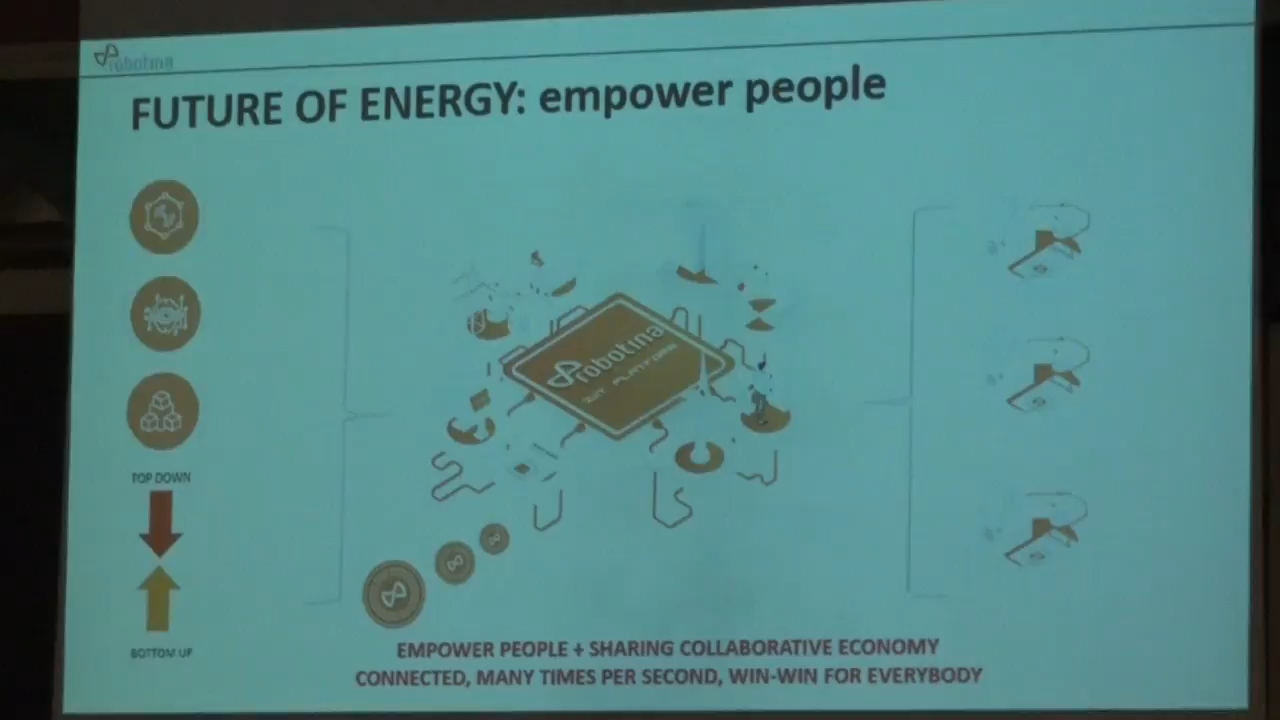 robotina
FUTURE OF ENERGY: empower people
robotina
IoT PLATFORM
TOP DOWN
BOTTOM UP
EMPOWER PEOPLE + SHARING COLLABORATIVE ECONOMY
CONNECTED, MANY TIMES PER SECOND, WIN-WIN FOR EVERYBODY